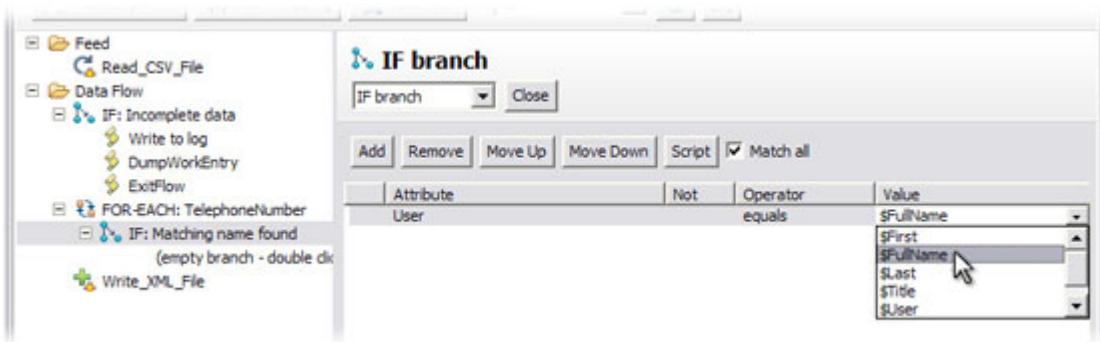 Feed
Read_CSV_File
Data Flow
IF: Incomplete data
Write to log
DumpWorkEntry
ExitFlow
FOR-EACH: TelephoneNumber
IF: Matching name found
(empty branch - double clic
Write_XML_File
IF branch
IF branch Close
Add Remove Move Up Move Down Script Match all
Attribute Not Operator Value
User equals $FullName
$First
$FullName
$Last
$Title
$User